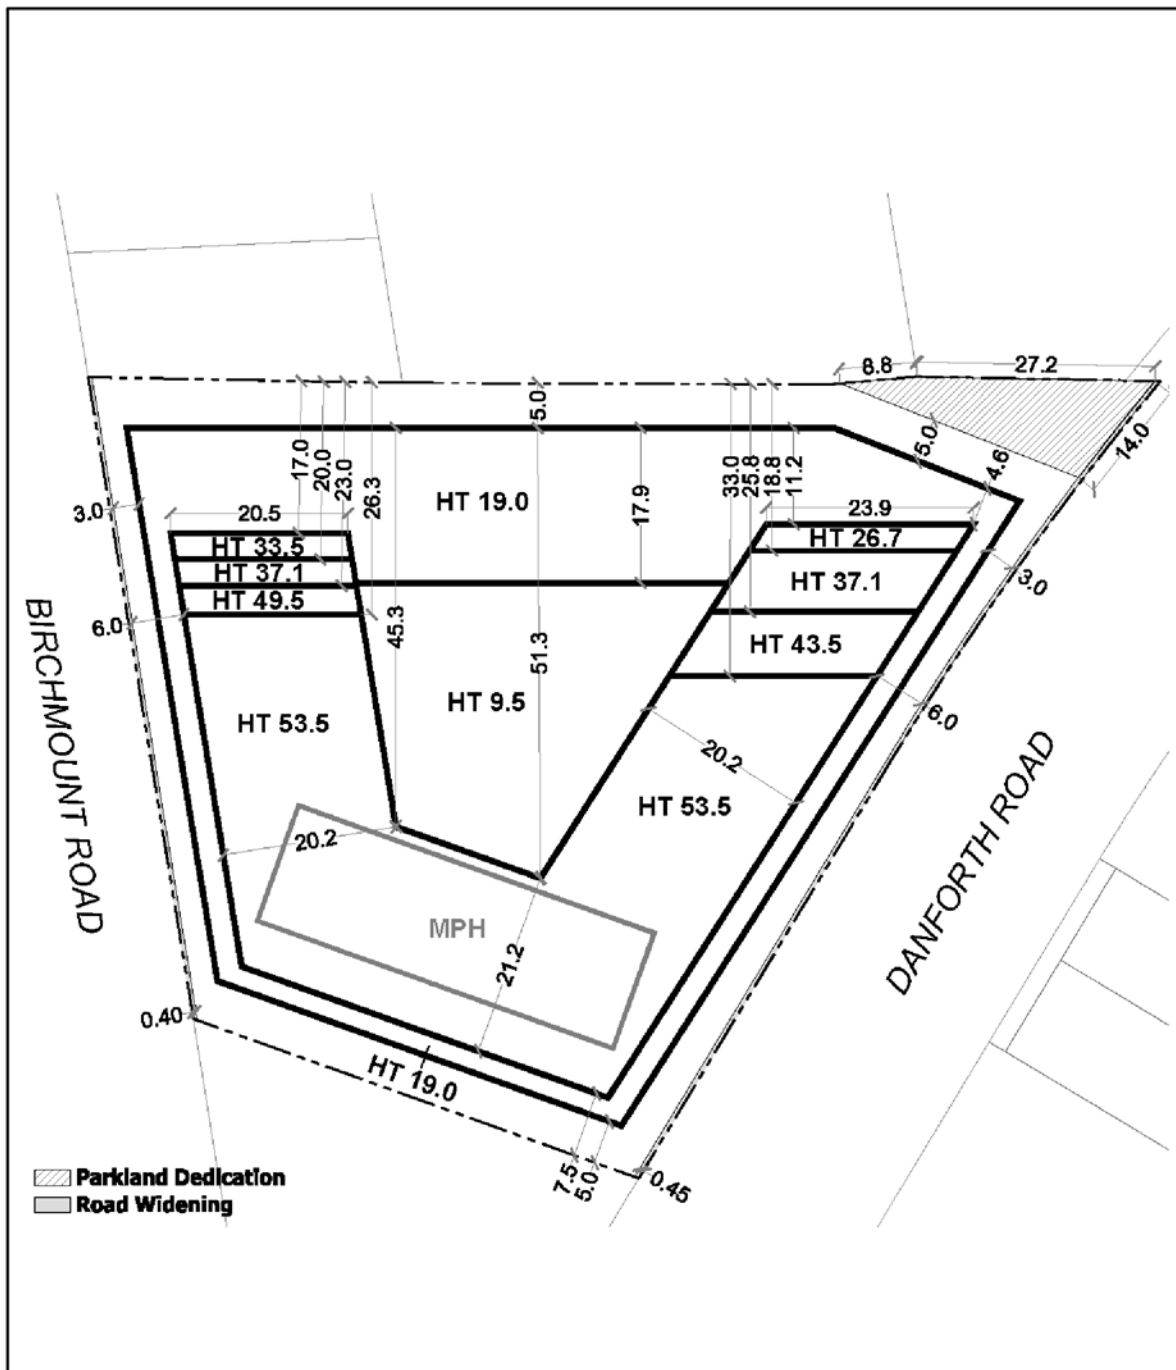 8.8
27.2
5.0
14.0
5.0
4.6
17.0
20.0
23.0
26.3
33.0
25.8
18.8
11.2
HT 19.0
17.9
3.0
20.5
23.9
HT 33.5
HT 26.7
HT 37.1
HT 37.1
3.0
HT 49.5
6.0
45.3
51.3
HT 43.5
BIRCHMOUNT ROAD
HT 9.5
6.0
HT 53.5
20.2
HT 53.5
DANFORTH ROAD
20.2
MPH
21.2
0.40
HT 19.0
7.5
5.0
0.45
Parkland Dedication
Road Widening